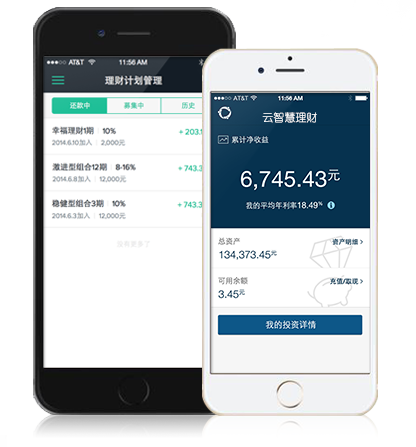 AT&T 11:56 AM
理财计划管理
还款中 募集中 历史
幸福理财1期 10% +203.1
2014.6.10加入 2,000元
激进型组合12期 8-16% +743.3
2014.6.8加入 12,000元
稳健型组合3期 10% +743.3
2014.6.3加入 12,000元
没有更多了
AT&T 11:56 AM
云智慧理财
累计净收益
6,745.43元
我的平均年利率18.49%
总资产 资产明细 >
134,373.45元
可用余额 充值/取现 >
3.45元
我的投资详情